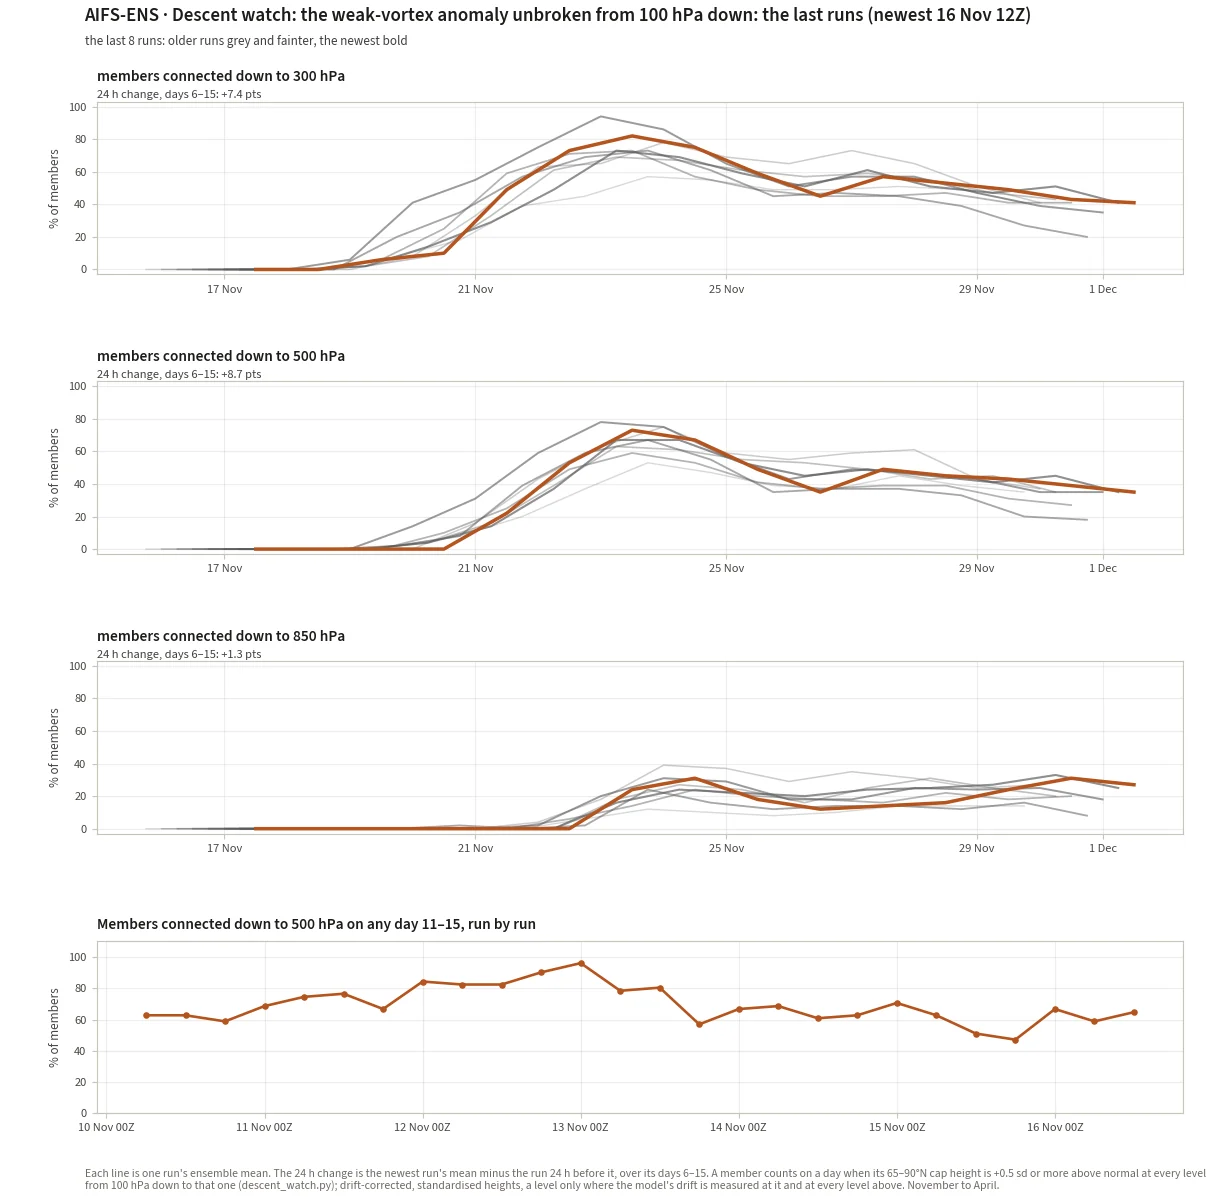 AIFS-ENS · Descent watch: the weak-vortex anomaly unbroken from 100 hPa down: the last runs (newest 16 Nov 12Z)
the last 8 runs: older runs grey and fainter, the newest bold
members connected down to 300 hPa
24 h change, days 6–15: +7.4 pts
% of members
100
80
60
40
20
0
17 Nov
21 Nov
25 Nov
29 Nov
1 Dec
members connected down to 500 hPa
24 h change, days 6–15: +8.7 pts
% of members
100
80
60
40
20
0
17 Nov
21 Nov
25 Nov
29 Nov
1 Dec
members connected down to 850 hPa
24 h change, days 6–15: +1.3 pts
% of members
100
80
60
40
20
0
17 Nov
21 Nov
25 Nov
29 Nov
1 Dec
Members connected down to 500 hPa on any day 11–15, run by run
% of members
100
80
60
40
20
0
10 Nov 00Z
11 Nov 00Z
12 Nov 00Z
13 Nov 00Z
14 Nov 00Z
15 Nov 00Z
16 Nov 00Z
Each line is one run's ensemble mean. The 24 h change is the newest run's mean minus the run 24 h before it, over its days 6–15. A member counts on a day when its 65–90°N cap height is +0.5 sd or more above normal at every level
from 100 hPa down to that one (descent_watch.py); drift-corrected, standardised heights, a level only where the model's drift is measured at it and at every level above. November to April.